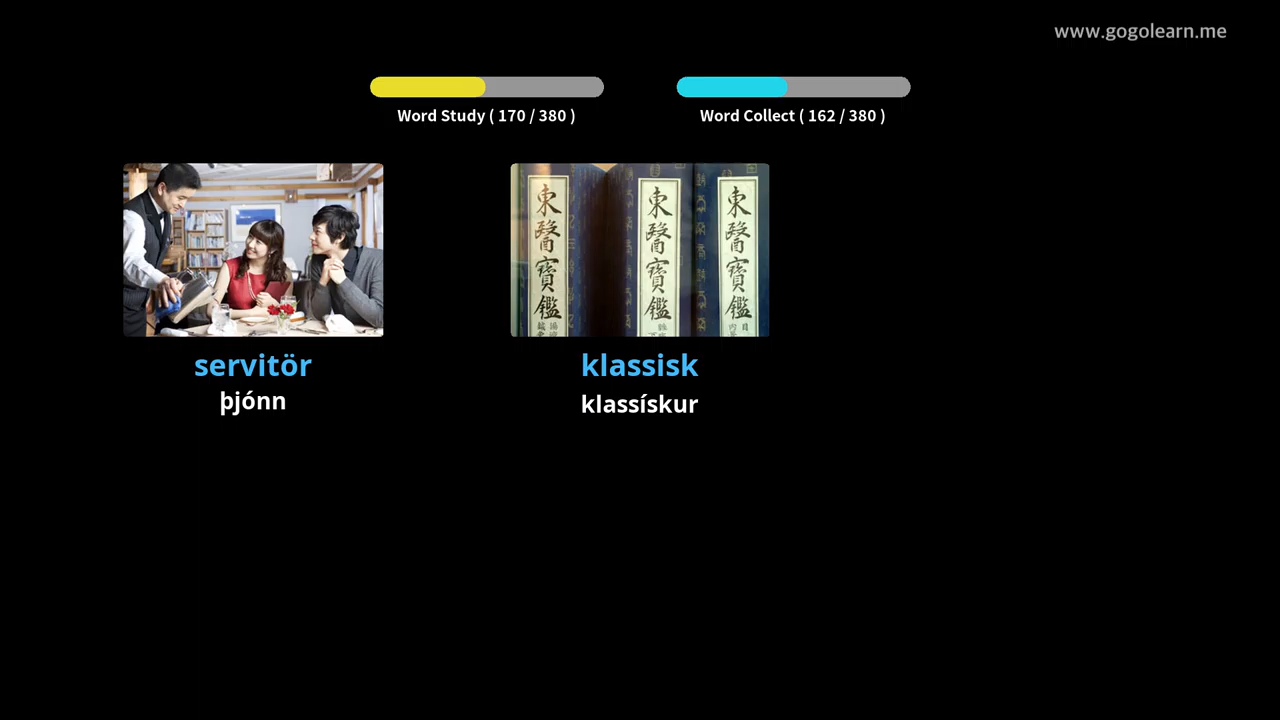 www.gogolearn.me
Word Study ( 170 / 380 )
Word Collect ( 162 / 380 )
東醫寶鑑
東醫寶鑑
東醫寶鑑
servitör
klassisk
þjónn
klassískur